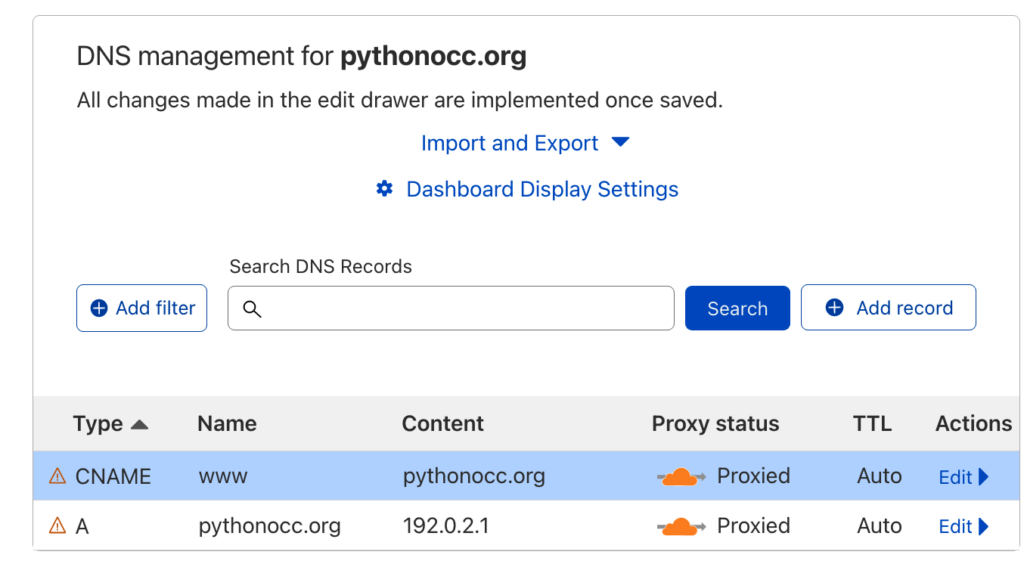 DNS management for pythonocc.org
All changes made in the edit drawer are implemented once saved.
Import and Export
Dashboard Display Settings
Search DNS Records
Add filter Search Add record
Type Name Content Proxy status TTL Actions
CNAME www pythonocc.org Proxied Auto Edit
A pythonocc.org 192.0.2.1 Proxied Auto Edit